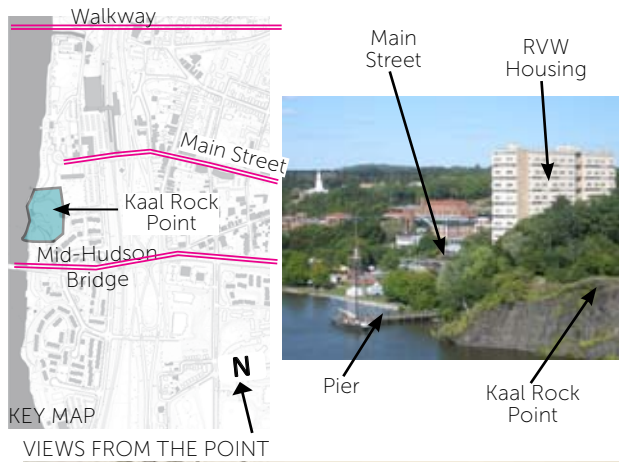 Walkway
Main Street
Kaal Rock
Point
Mid-Hudson
Bridge
N
KEY MAP
VIEWS FROM THE POINT
Main
Street
RVW
Housing
Pier
Kaal Rock
Point